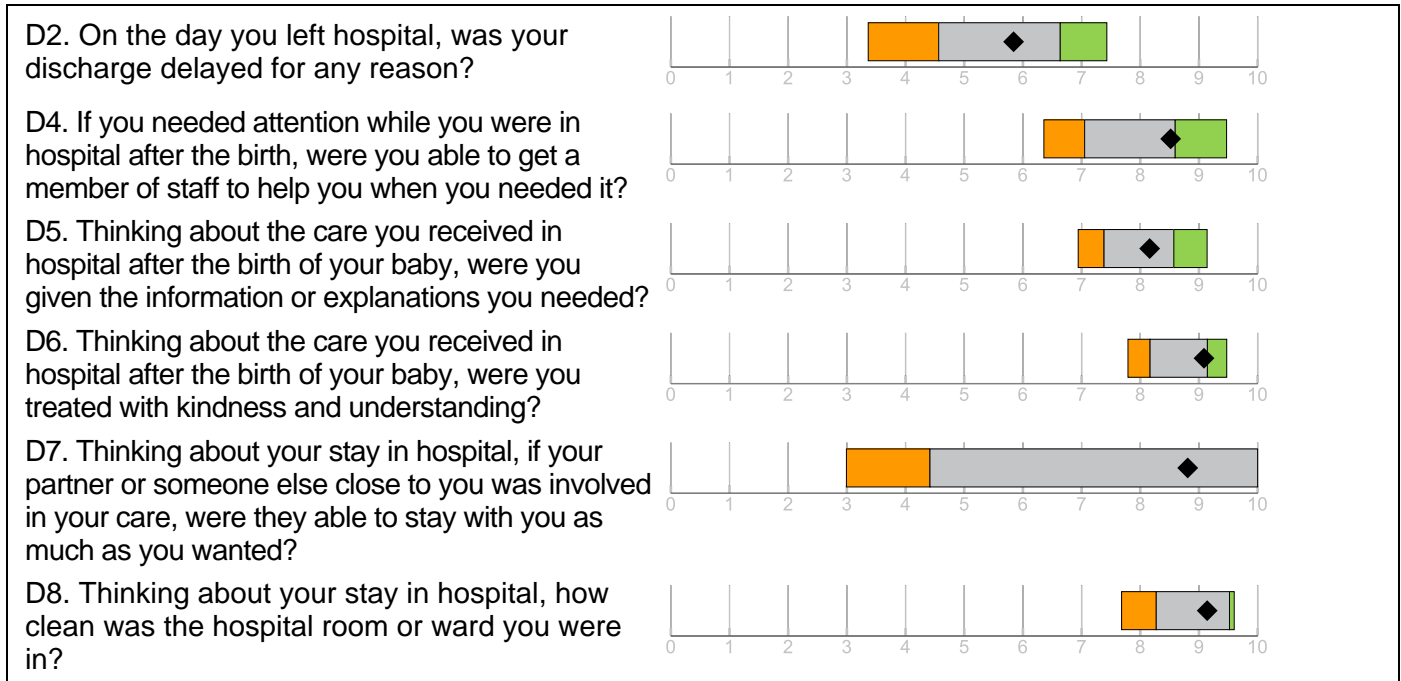 D2. On the day you left hospital, was your
discharge delayed for any reason?
0 1 2 3 4 5 6 7 8 9 10
D4. If you needed attention while you were in
hospital after the birth, were you able to get a
member of staff to help you when you needed it?
0 1 2 3 4 5 6 7 8 9 10
D5. Thinking about the care you received in
hospital after the birth of your baby, were you
given the information or explanations you needed?
0 1 2 3 4 5 6 7 8 9 10
D6. Thinking about the care you received in
hospital after the birth of your baby, were you
treated with kindness and understanding?
0 1 2 3 4 5 6 7 8 9 10
D7. Thinking about your stay in hospital, if your
partner or someone else close to you was involved
in your care, were they able to stay with you as
much as you wanted?
0 1 2 3 4 5 6 7 8 9 10
D8. Thinking about your stay in hospital, how
clean was the hospital room or ward you were
in?
0 1 2 3 4 5 6 7 8 9 10